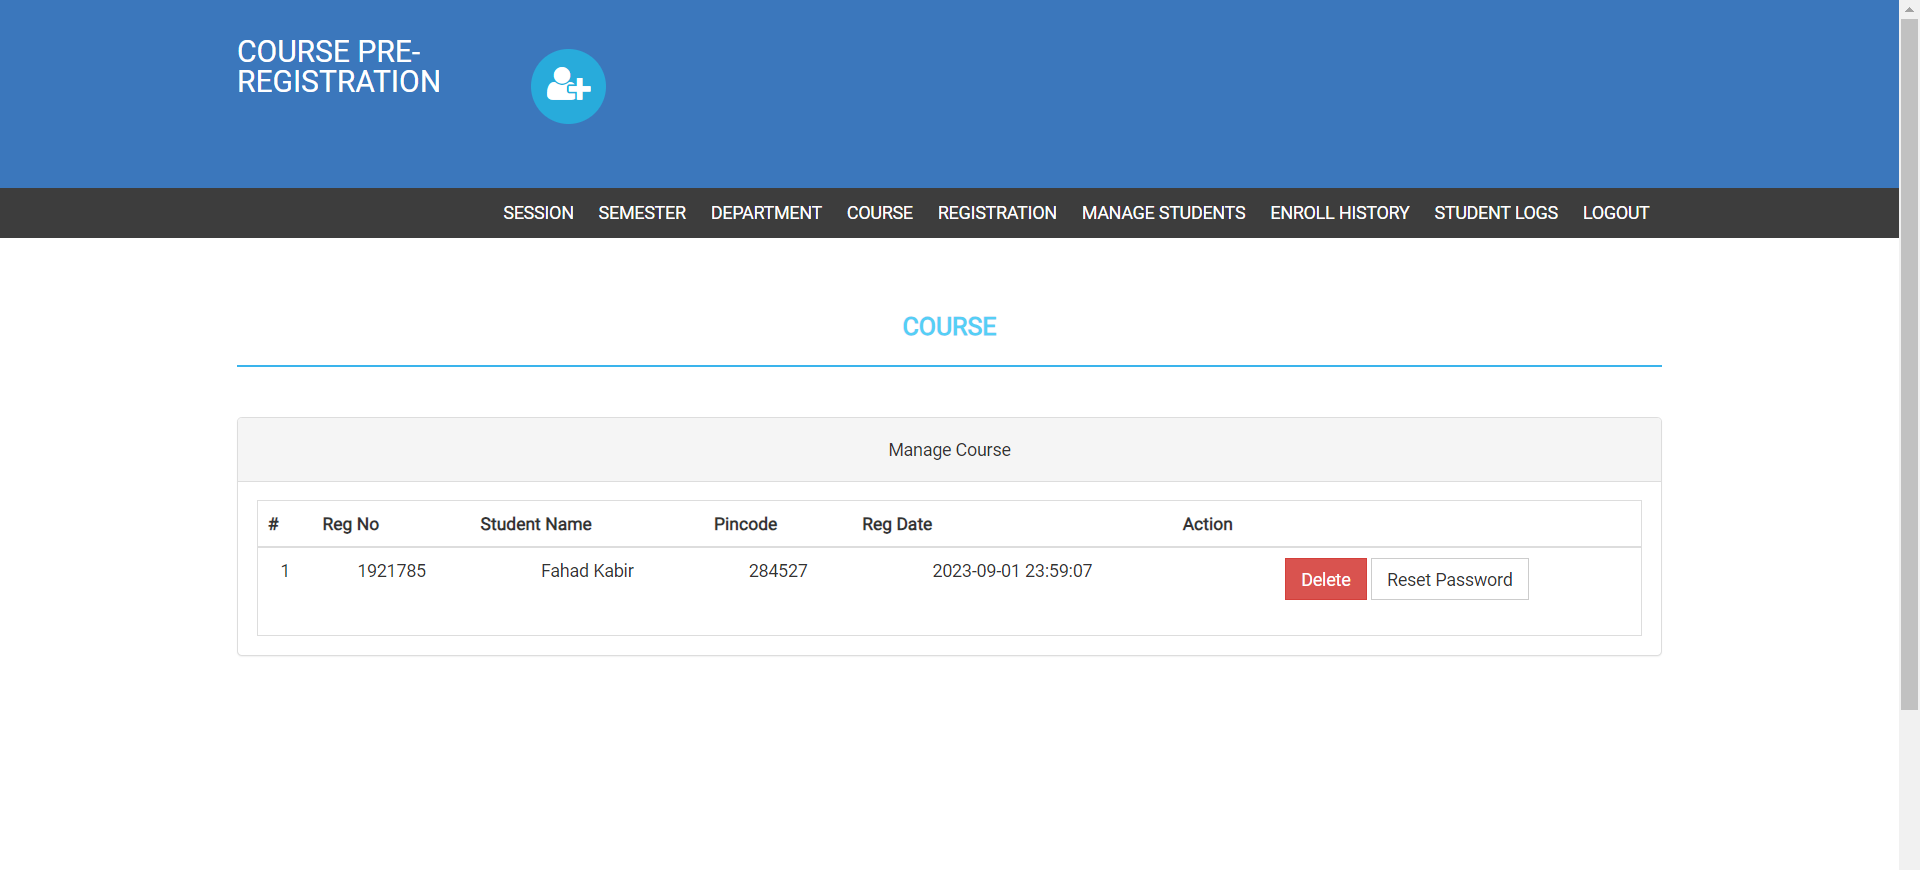 COURSE PRE-
REGISTRATION
SESSION SEMESTER DEPARTMENT COURSE REGISTRATION MANAGE STUDENTS ENROLL HISTORY STUDENT LOGS LOGOUT
COURSE
Manage Course
# Reg No Student Name Pincode Reg Date Action
1 1921785 Fahad Kabir 284527 2023-09-01 23:59:07 Delete Reset Password